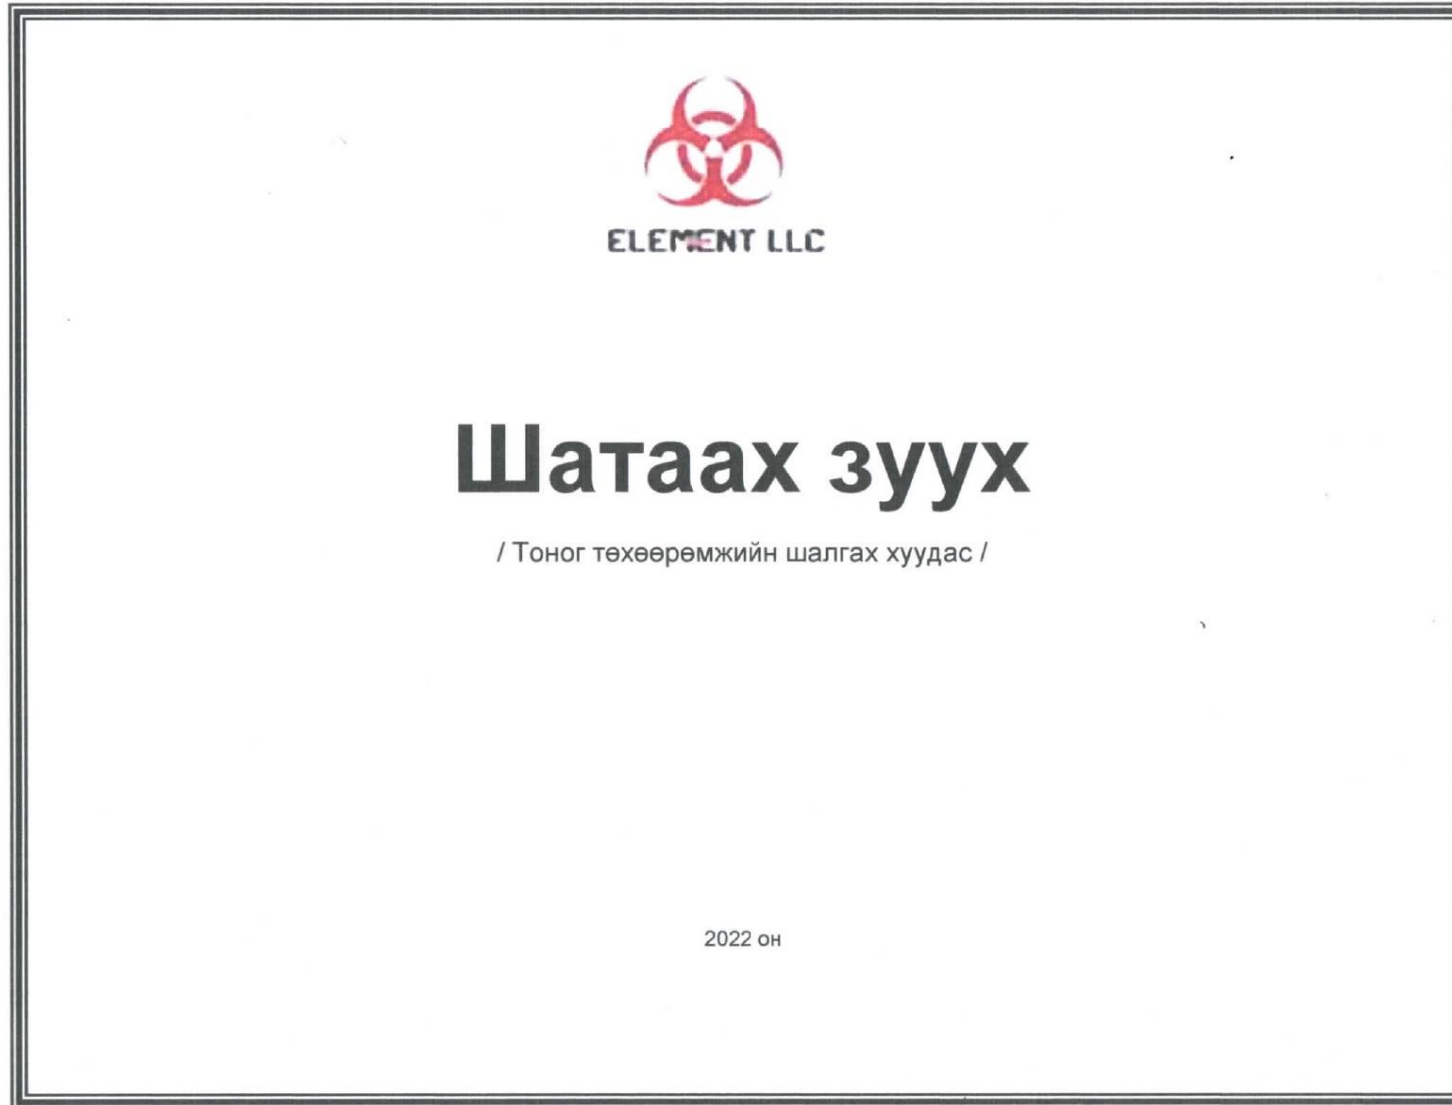 ELEMENT LLC
Шатаах зуух
/ Тоног төхөөрөмжийн шалгах хуудас /
2022 он